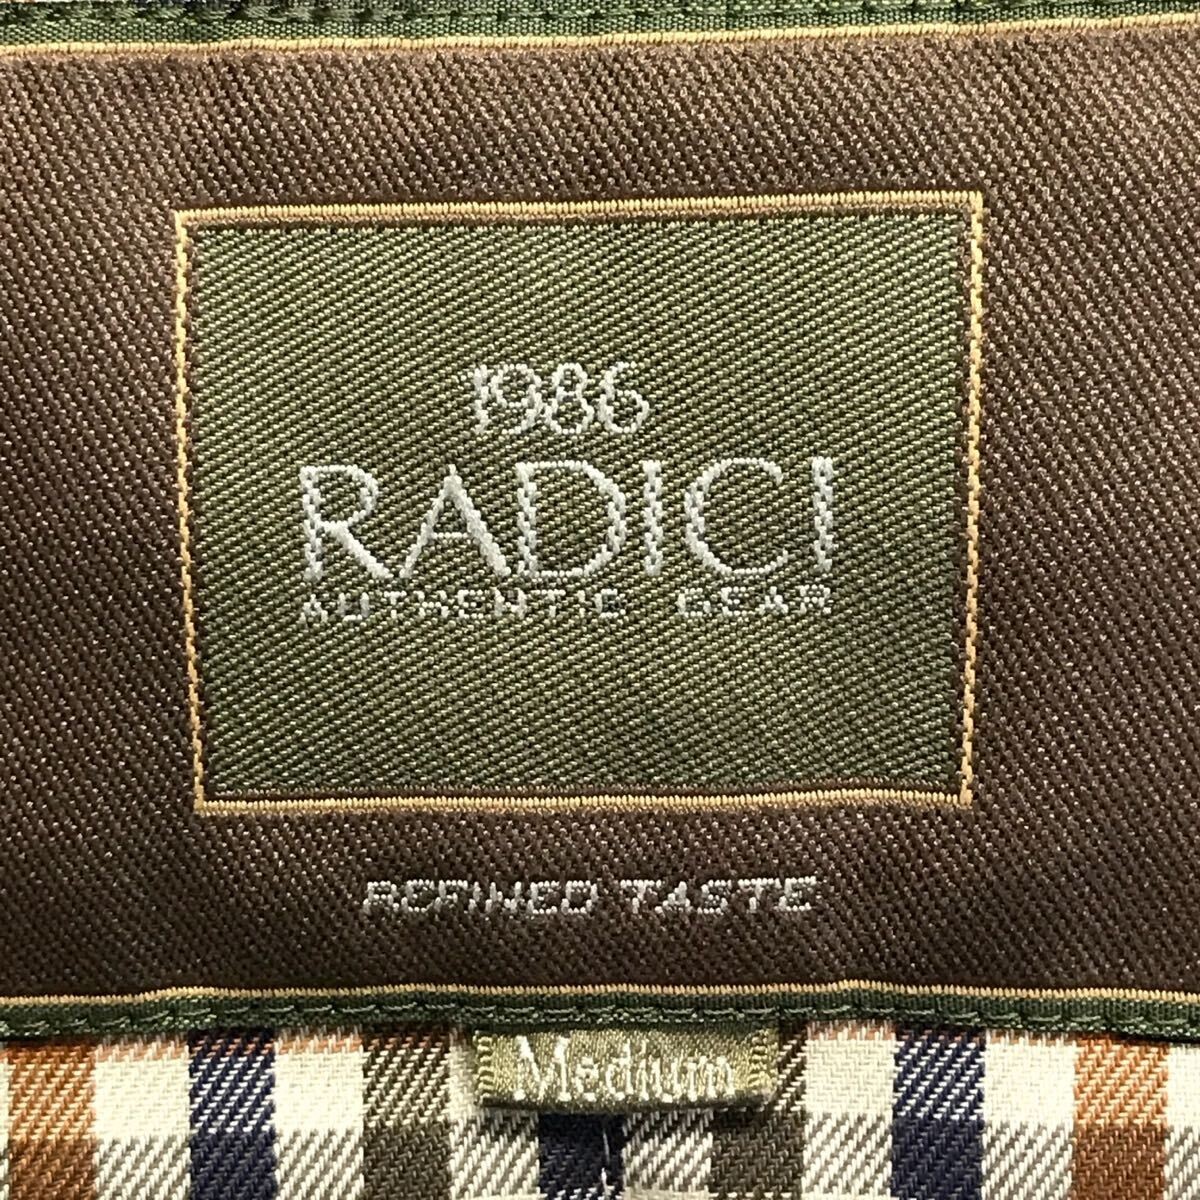 1986
RADICI
AUTHENTIC GEAR
REFINED TASTE
Medium